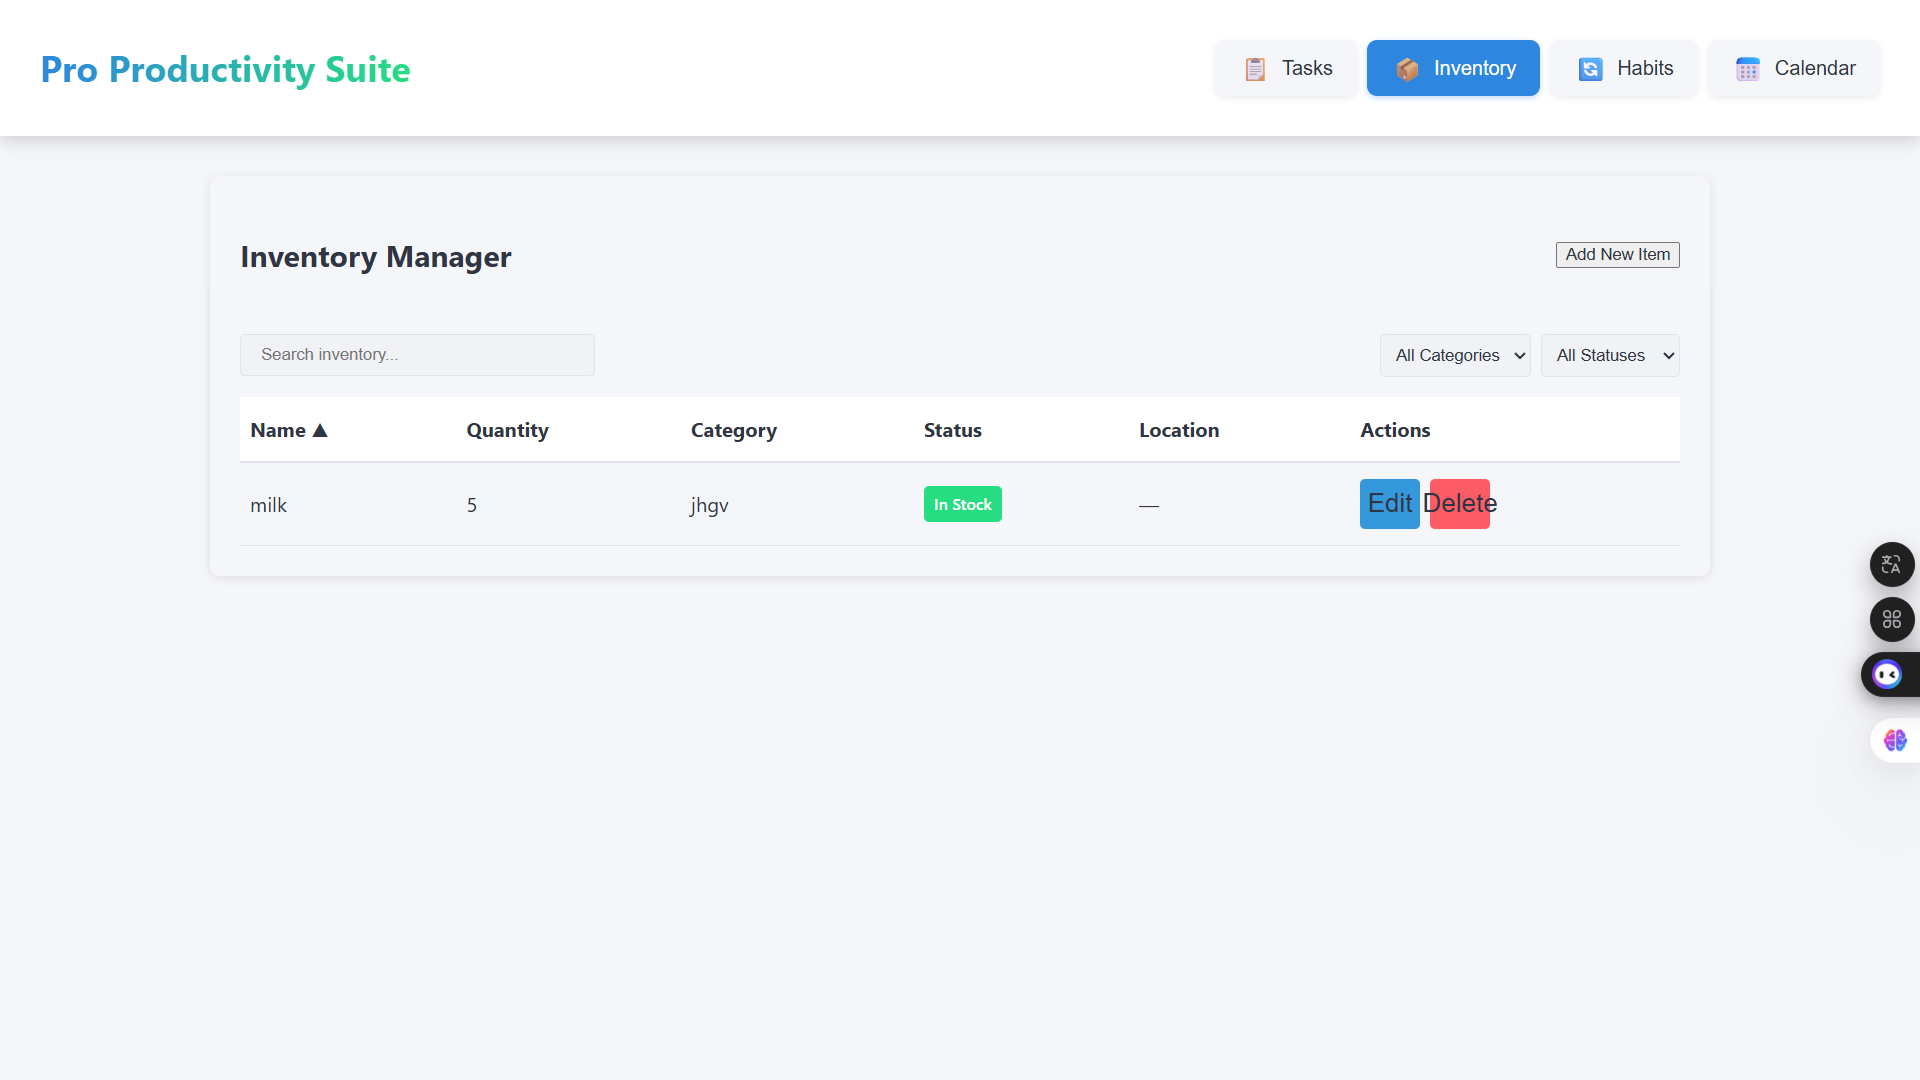 Pro Productivity Suite
Tasks
Inventory
Habits
Calendar
Inventory Manager
Add New Item
Search inventory...
All Categories
All Statuses
Name ▲ Quantity Category Status Location Actions
milk 5 jhgv In Stock — Edit Delete